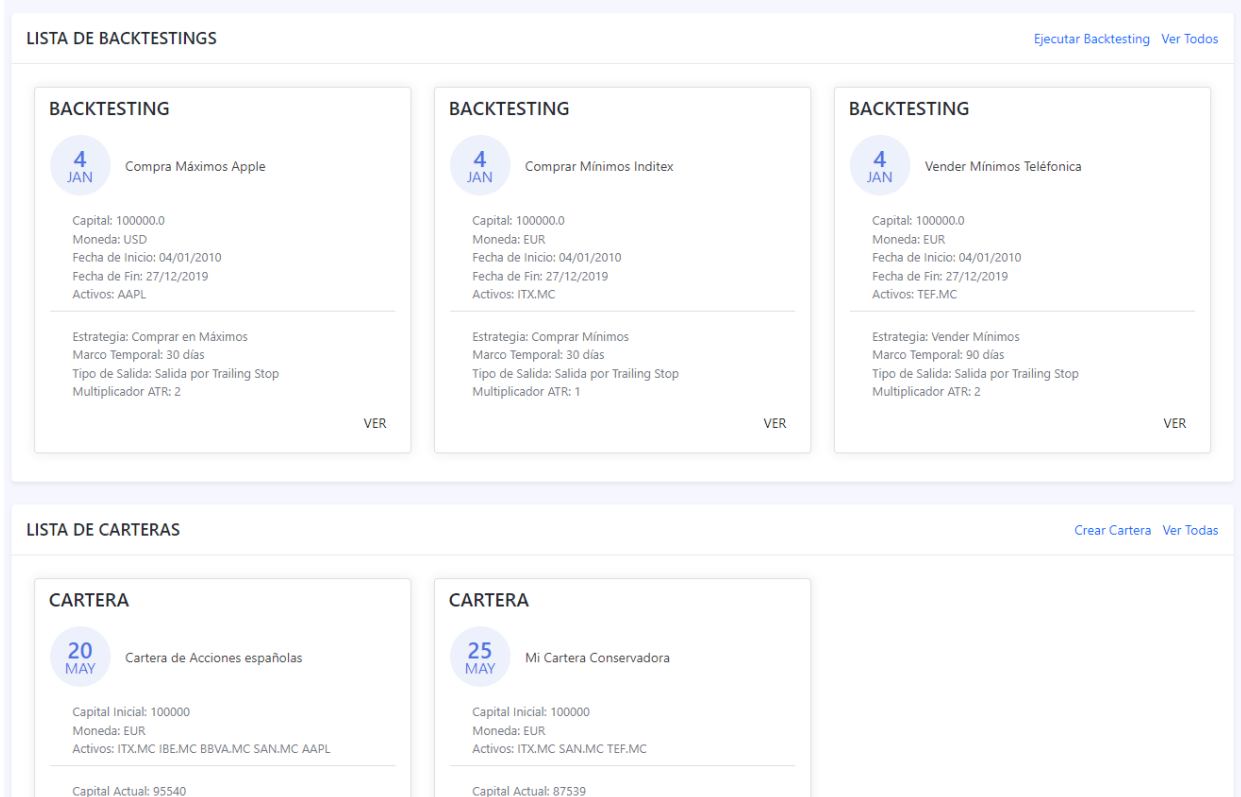 LISTA DE BACKTESTINGS
Ejecutar Backtesting Ver Todos
BACKTESTING
4
JAN
Compra Máximos Apple
Capital: 100000.0
Moneda: USD
Fecha de Inicio: 04/01/2010
Fecha de Fin: 27/12/2019
Activos: AAPL
Estrategia: Comprar en Máximos
Marco Temporal: 30 días
Tipo de Salida: Salida por Trailing Stop
Multiplicador ATR: 2
VER
BACKTESTING
4
JAN
Comprar Mínimos Inditex
Capital: 100000.0
Moneda: EUR
Fecha de Inicio: 04/01/2010
Fecha de Fin: 27/12/2019
Activos: ITX.MC
Estrategia: Comprar Mínimos
Marco Temporal: 30 días
Tipo de Salida: Salida por Trailing Stop
Multiplicador ATR: 1
VER
BACKTESTING
4
JAN
Vender Mínimos Teléfonica
Capital: 100000.0
Moneda: EUR
Fecha de Inicio: 04/01/2010
Fecha de Fin: 27/12/2019
Activos: TEF.MC
Estrategia: Vender Mínimos
Marco Temporal: 90 días
Tipo de Salida: Salida por Trailing Stop
Multiplicador ATR: 2
VER
LISTA DE CARTERAS
Crear Cartera Ver Todas
CARTERA
20
MAY
Cartera de Acciones españolas
Capital Inicial: 100000
Moneda: EUR
Activos: ITX.MC IBE.MC BBVA.MC SAN.MC AAPL
Capital Actual: 95540
CARTERA
25
MAY
Mi Cartera Conservadora
Capital Inicial: 100000
Moneda: EUR
Activos: ITX.MC SAN.MC TEF.MC
Capital Actual: 87539